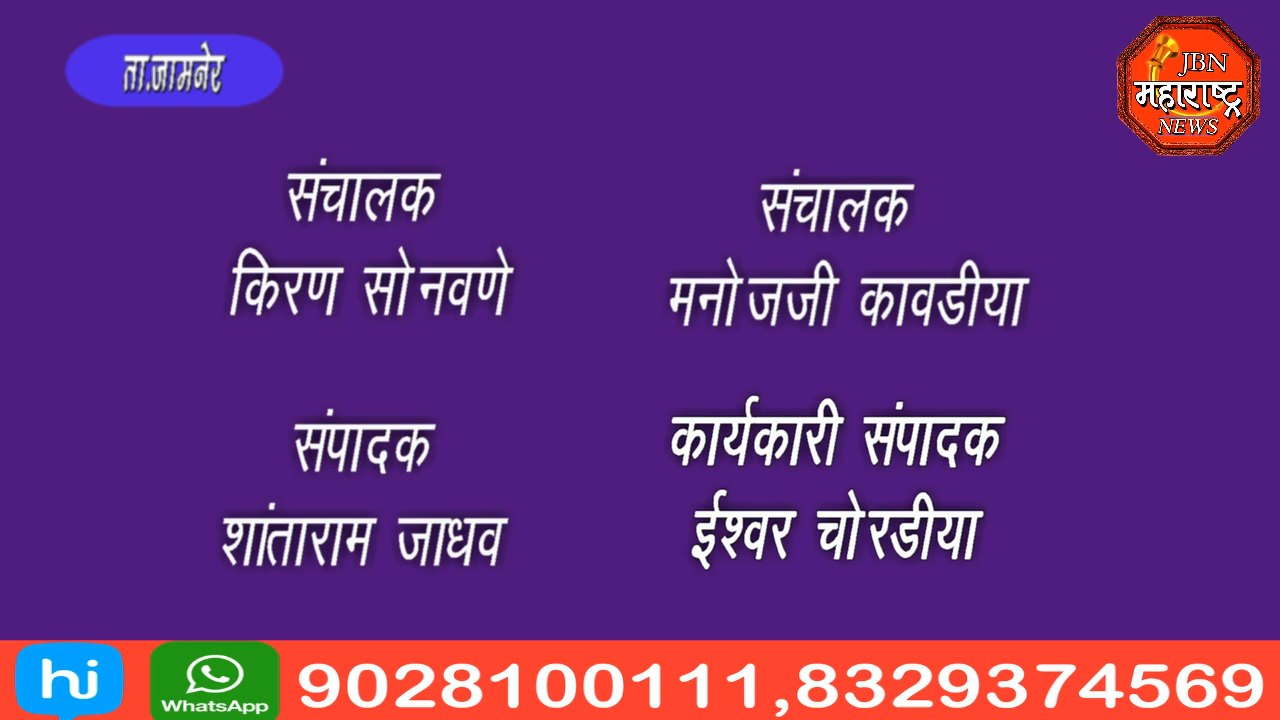 ता.जामनेर
JBN
महाराष्ट्र
NEWS
संचालक
किरण सोनवणे
संचालक
मनोजजी कावडीया
संपादक
शांताराम जाधव
कार्यकारी संपादक
ईश्वर चोरडीया
hi
WhatsApp
9028100111,8329374569